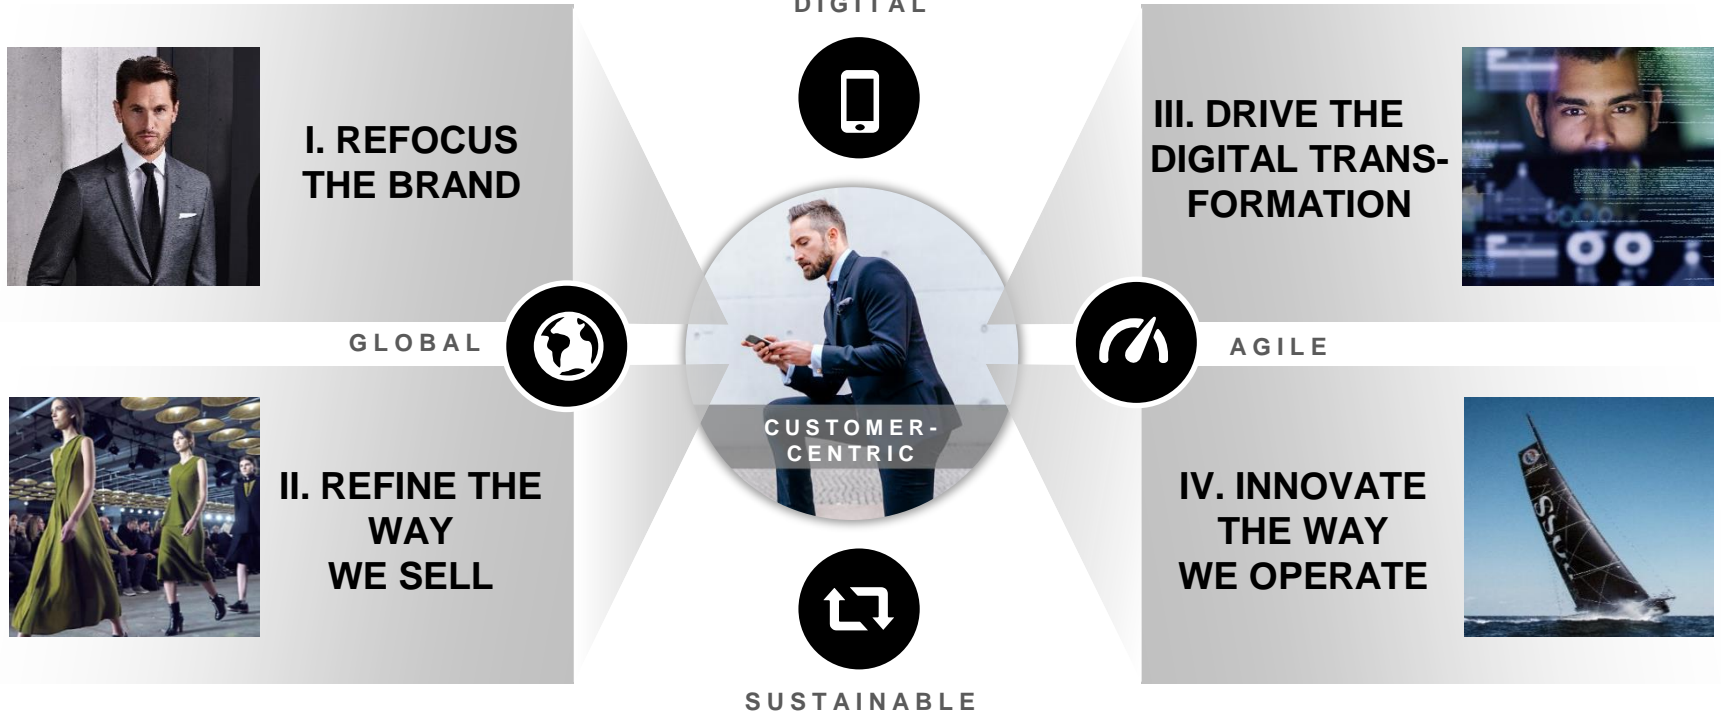 DIGITAL
I. REFOCUS
THE BRAND
III. DRIVE THE
DIGITAL TRANS-
FORMATION
GLOBAL
AGILE
CUSTOMER-
CENTRIC
II. REFINE THE
WAY
WE SELL
IV. INNOVATE
THE WAY
WE OPERATE
SUSTAINABLE